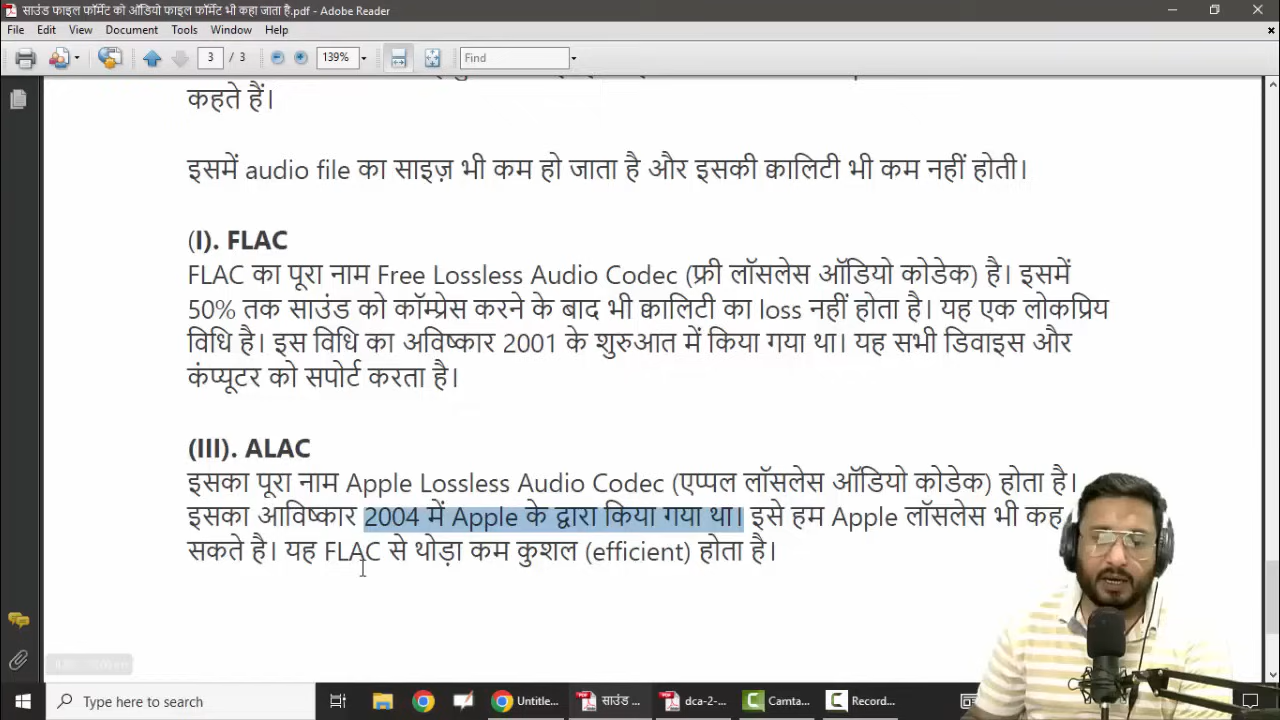 साउंड फाइल फॉर्मेट को ऑडियो फाइल फॉर्मेट भी कहा जाता है.pdf - Adobe Reader
File Edit View Document Tools Window Help
3 / 3 139% Find
कहते हैं।
इसमें audio file का साइज़ भी कम हो जाता है और इसकी क्वालिटी भी कम नहीं होती।
(I). FLAC
FLAC का पूरा नाम Free Lossless Audio Codec (फ्री लॉसलेस ऑडियो कोडेक) है। इसमें
50% तक साउंड को कॉम्प्रेस करने के बाद भी क्वालिटी का loss नहीं होता है। यह एक लोकप्रिय
विधि है। इस विधि का अविष्कार 2001 के शुरुआत में किया गया था। यह सभी डिवाइस और
कंप्यूटर को सपोर्ट करता है।
(III). ALAC
इसका पूरा नाम Apple Lossless Audio Codec (एप्पल लॉसलेस ऑडियो कोडेक) होता है।
इसका आविष्कार 2004 में Apple के द्वारा किया गया था। इसे हम Apple लॉसलेस भी कह
सकते है। यह FLAC से थोड़ा कम कुशल (efficient) होता है।
Type here to search Untitle... साउंड ... dca-2-... Camta... Record...